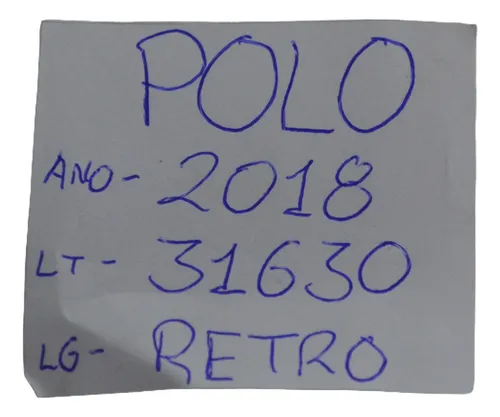 POLO
ANO - 2018
LT - 31630
LG - RETRO